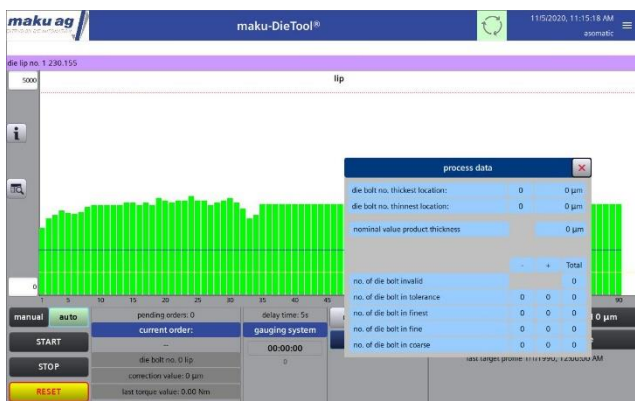 maku ag
maku-DieTool®
11/5/2020, 11:15:18 AM
asomatic
die lip no. 1 230.155
5000
lip
0
1 5 10 15 20 25 30 35 40 45 90
process data
die bolt no. thickest location: 0 0 µm
die bolt no. thinnest location: 0 0 µm
nominal value product thickness 0 µm
- + Total
no. of die bolt invalid 0
no. of die bolt in tolerance 0 0 0
no. of die bolt in finest 0 0 0
no. of die bolt in fine 0 0 0
no. of die bolt in coarse 0 0 0
manual auto
START
STOP
RESET
pending orders: 0
current order:
--
die bolt no. 0 lip
correction value: 0 µm
last torque value: 0.00 Nm
delay time: 5s
gauging system
00:00:00
0
0 µm
last target profile 1/1/1990, 12:00:00 AM